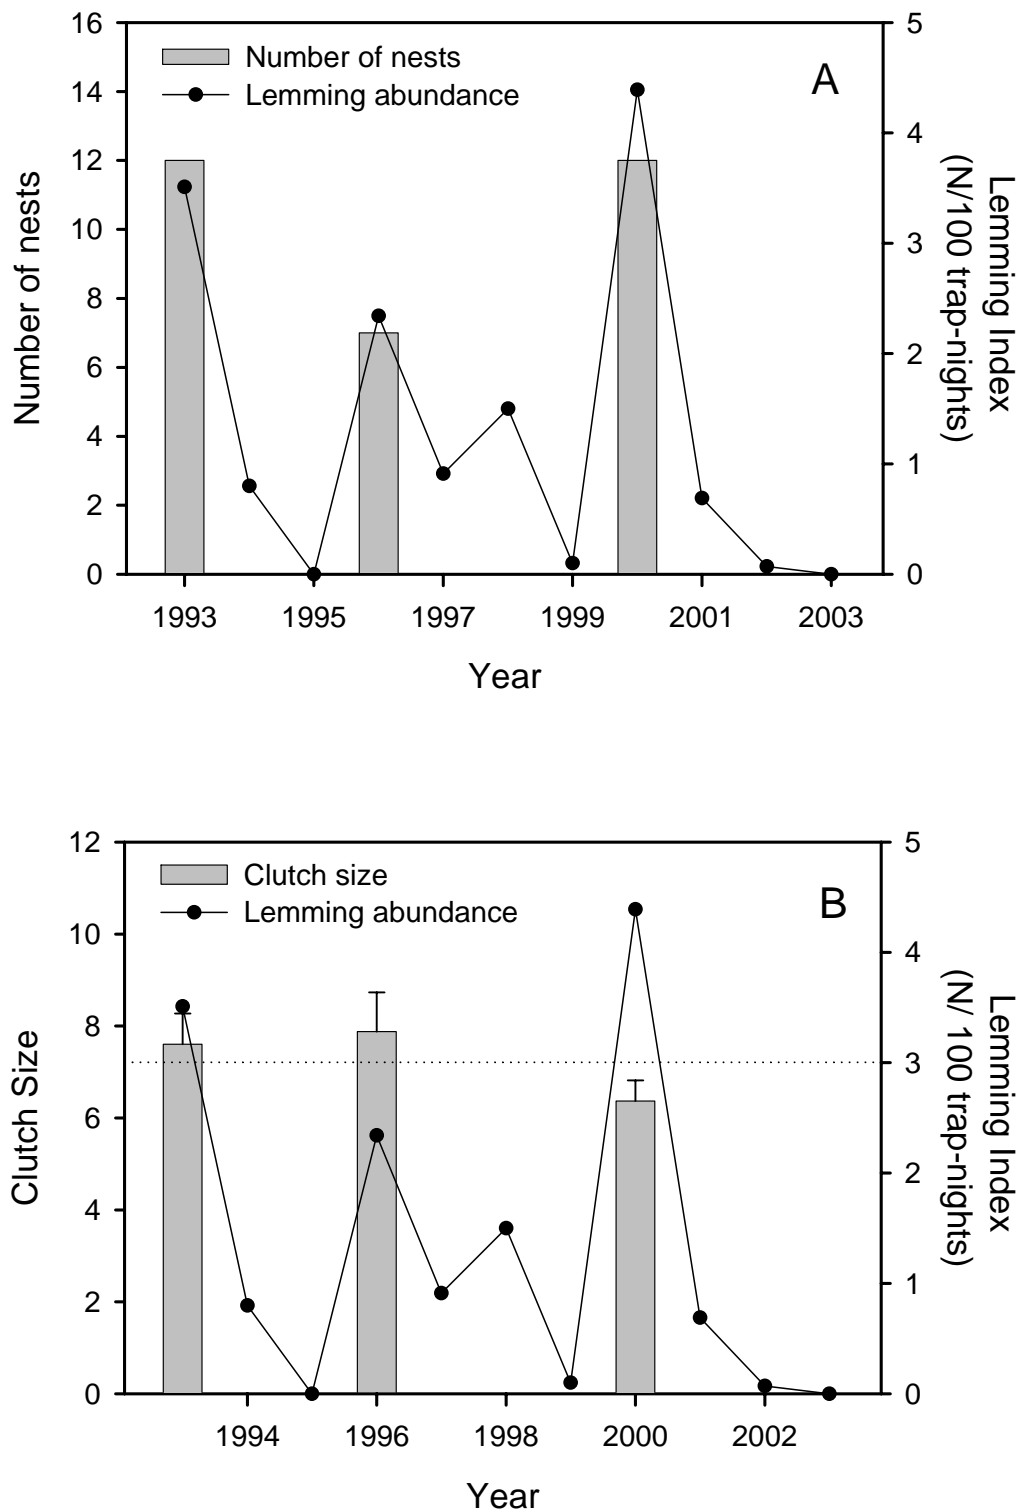 16
14
12
10
8
6
4
2
0
5
4
3
2
1
0
Number of nests
Lemming abundance
A
Number of nests
Lemming Index
(N/100 trap-nights)
1993 1995 1997 1999 2001 2003
Year
12
10
8
6
4
2
0
5
4
3
2
1
0
Clutch size
Lemming abundance
B
Clutch Size
Lemming Index
(N/ 100 trap-nights)
1994 1996 1998 2000 2002
Year